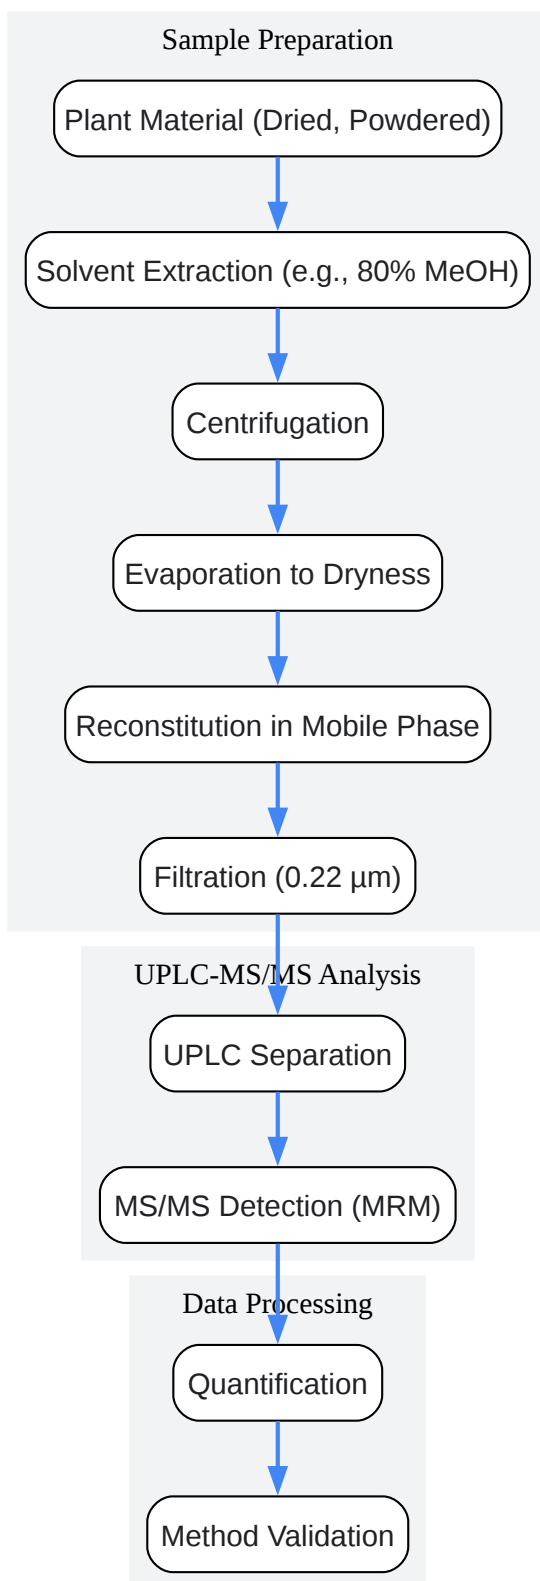 Sample Preparation
Plant Material (Dried, Powdered)
Solvent Extraction (e.g., 80% MeOH)
Centrifugation
Evaporation to Dryness
Reconstitution in Mobile Phase
Filtration (0.22 µm)
UPLC-MS/MS Analysis
UPLC Separation
MS/MS Detection (MRM)
Data Processing
Quantification
Method Validation